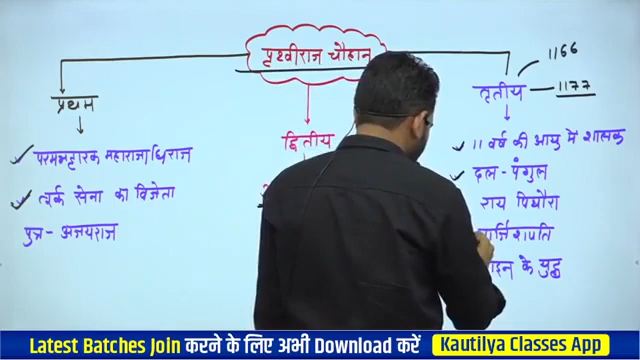 पृथ्वीराज चौहान
प्रथम
परमभट्टारक महाराजाधिराज
तुर्क सेना का विजेता
पुत्र - अजयराज
द्वितीय
तृतीय
1166
1177
11 वर्ष की आयु मे शासक
दल - पंगुल
राय पिथौरा
के युद्ध
Latest Batches Join करने के लिए अभी Download करें
Kautilya Classes App